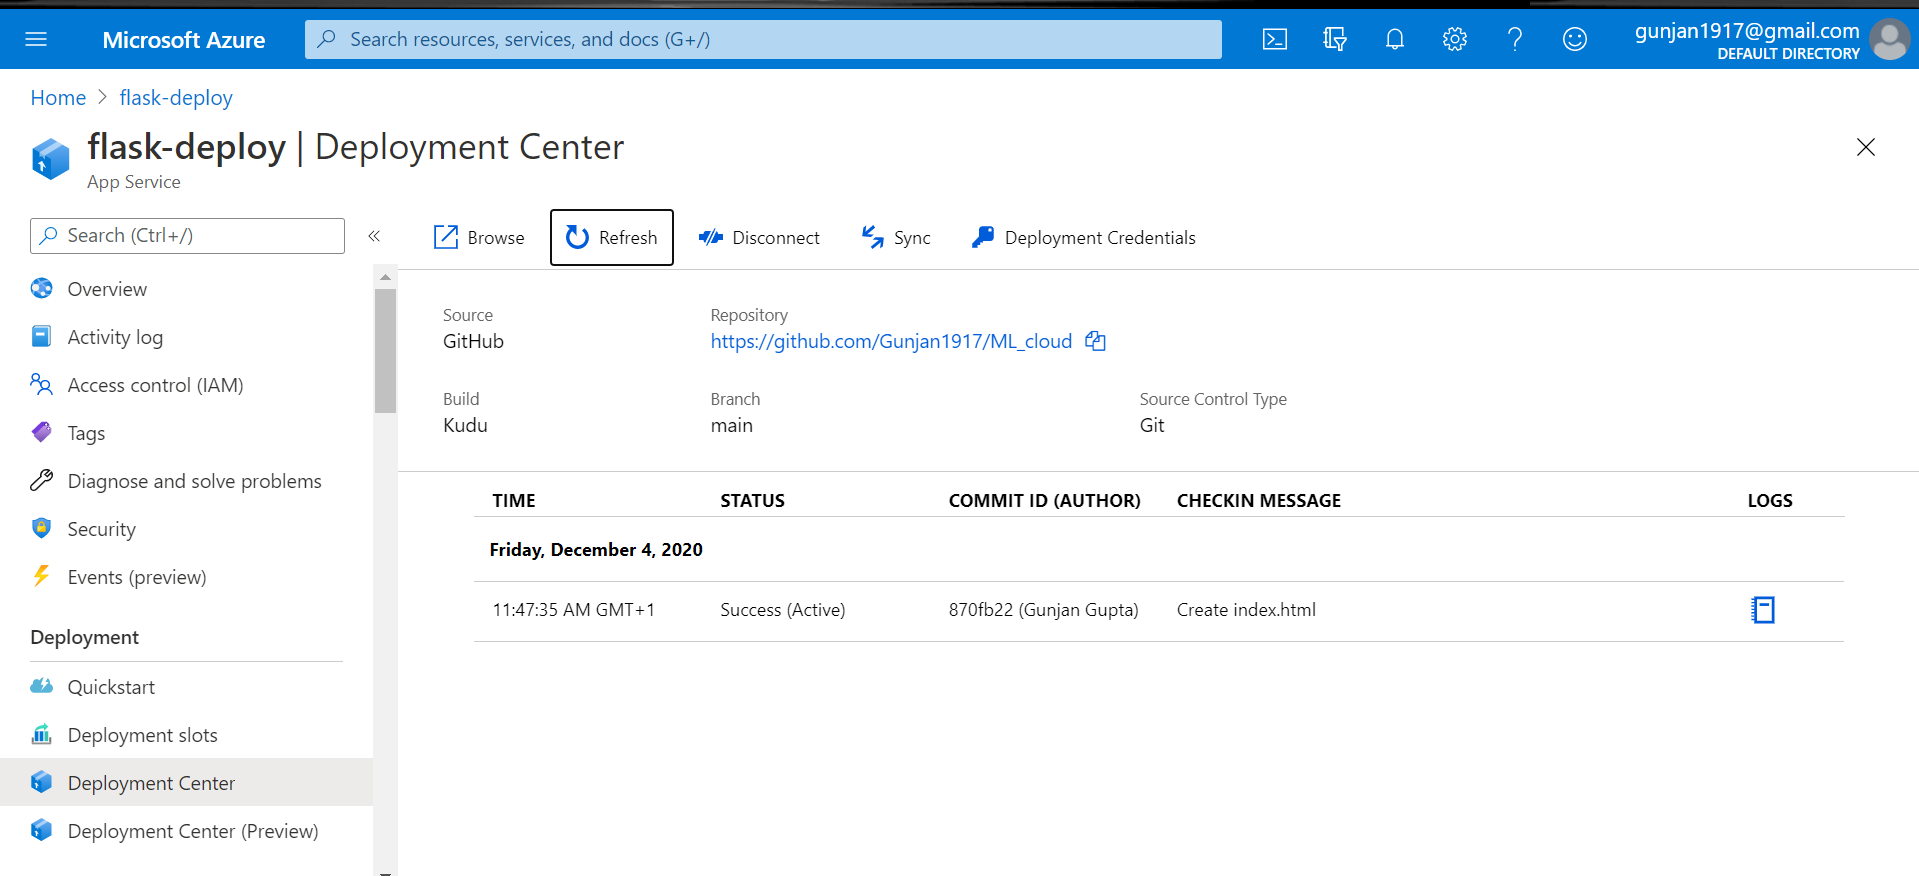 Microsoft Azure
Search resources, services, and docs (G+/)
gunjan1917@gmail.com
DEFAULT DIRECTORY
Home > flask-deploy
flask-deploy | Deployment Center
App Service
Search (Ctrl+/)
«
Browse
Refresh
Disconnect
Sync
Deployment Credentials
Overview
Activity log
Access control (IAM)
Tags
Diagnose and solve problems
Security
Events (preview)
Deployment
Quickstart
Deployment slots
Deployment Center
Deployment Center (Preview)
Source
GitHub
Repository
https://github.com/Gunjan1917/ML_cloud
Build
Kudu
Branch
main
Source Control Type
Git
TIME STATUS COMMIT ID (AUTHOR) CHECKIN MESSAGE LOGS
Friday, December 4, 2020
11:47:35 AM GMT+1 Success (Active) 870fb22 (Gunjan Gupta) Create index.html